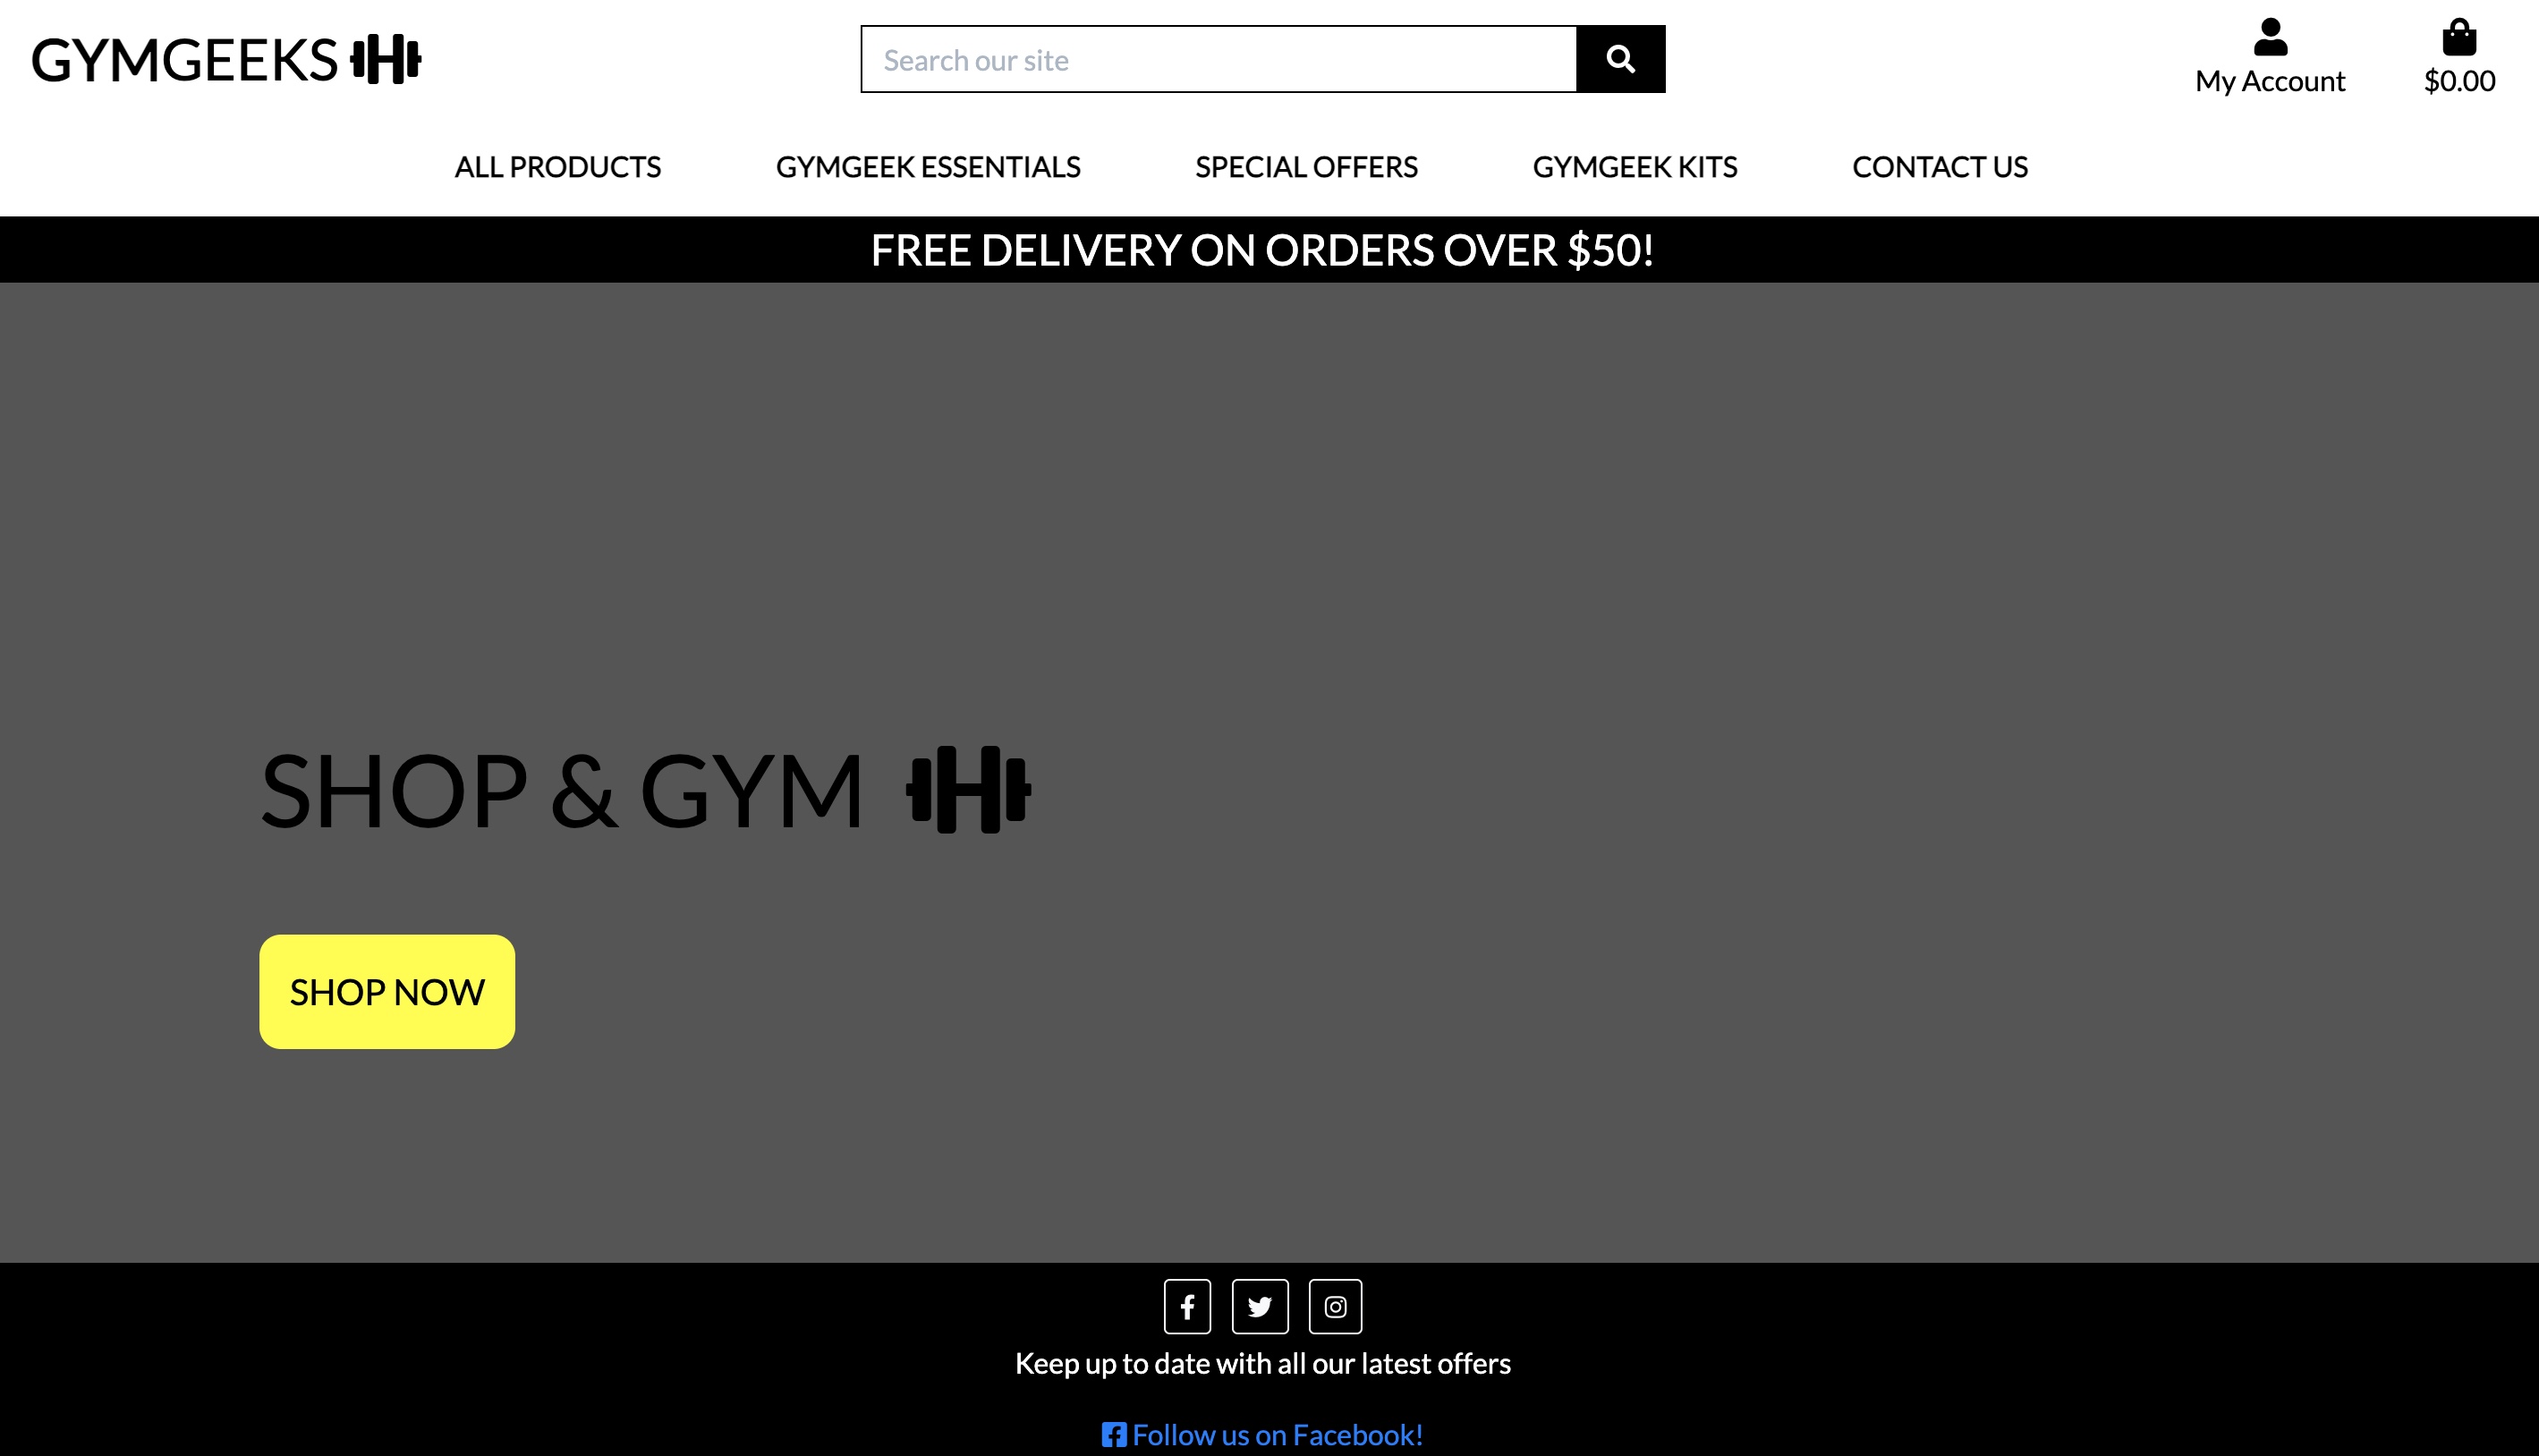 GYMGEEKS
Search our site
My Account
$0.00
ALL PRODUCTS
GYMGEEK ESSENTIALS
SPECIAL OFFERS
GYMGEEK KITS
CONTACT US
FREE DELIVERY ON ORDERS OVER $50!
SHOP & GYM
SHOP NOW
Keep up to date with all our latest offers
Follow us on Facebook!